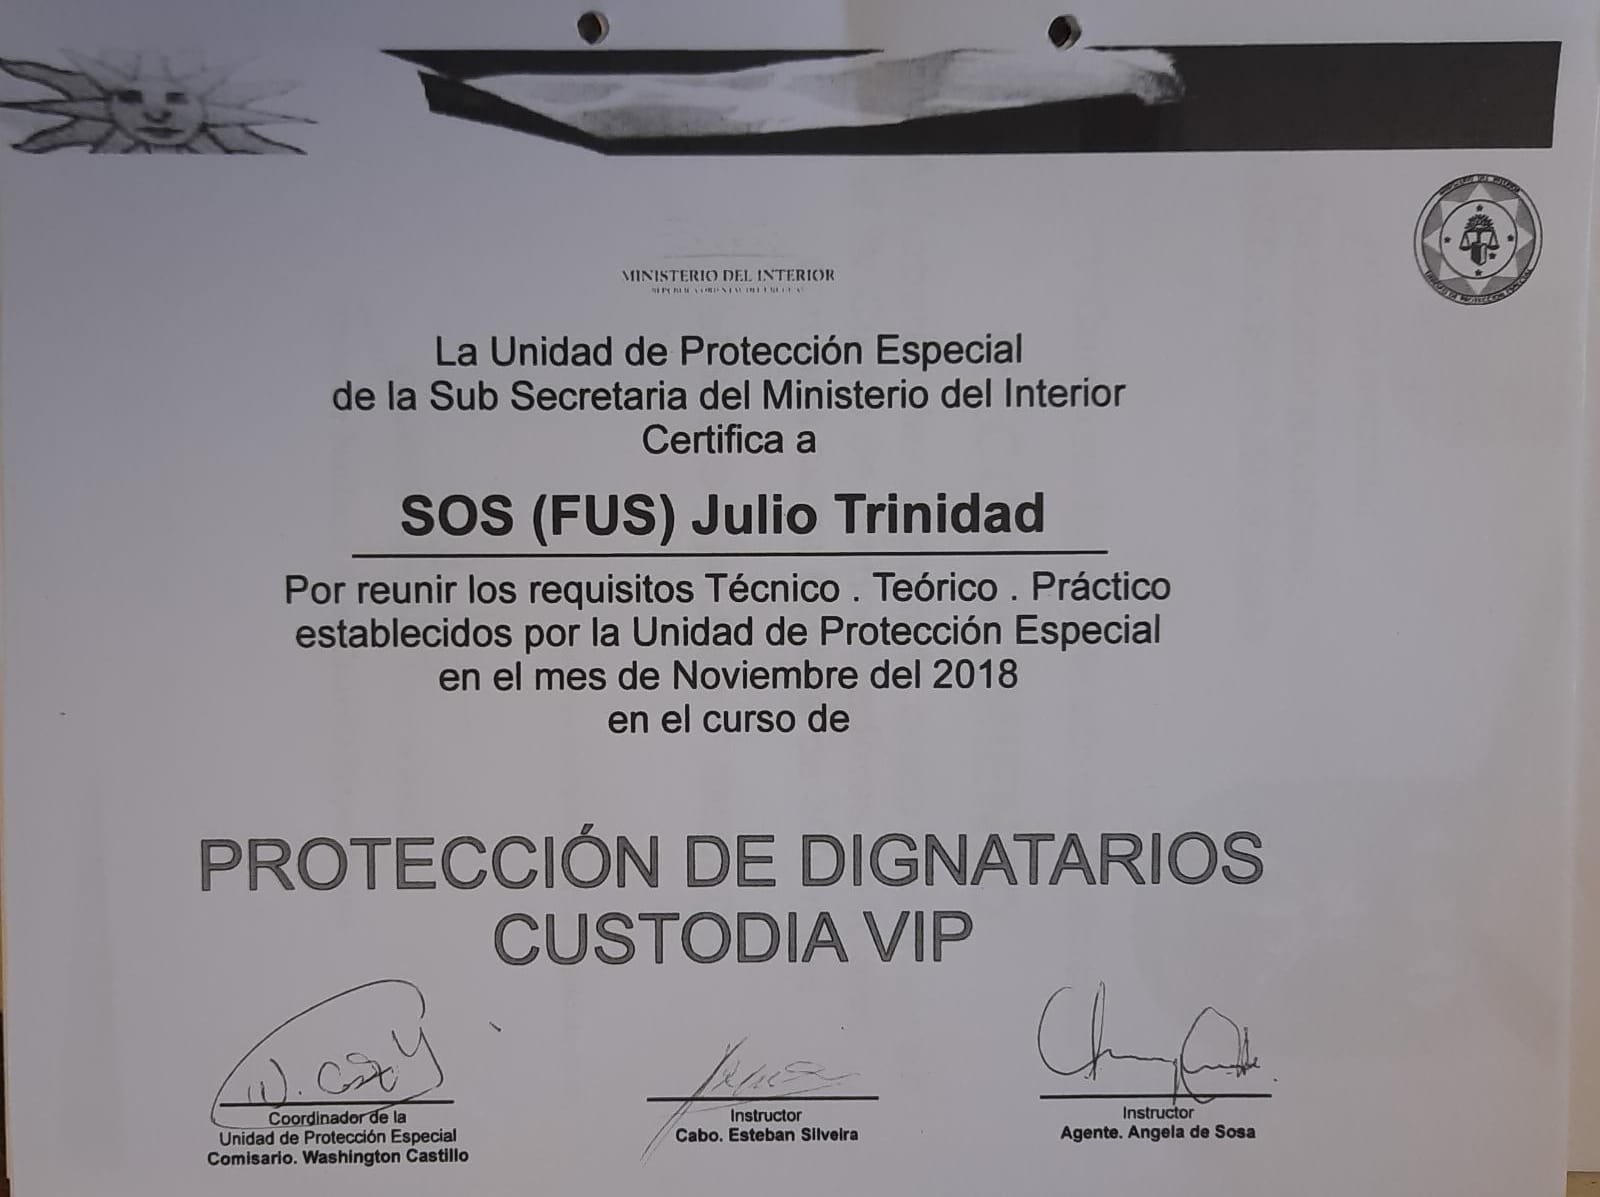 MINISTERIO DEL INTERIOR
La Unidad de Protección Especial
de la Sub Secretaria del Ministerio del Interior
Certifica a
SOS (FUS) Julio Trinidad
Por reunir los requisitos Técnico . Teórico . Práctico
establecidos por la Unidad de Protección Especial
en el mes de Noviembre del 2018
en el curso de
PROTECCIÓN DE DIGNATARIOS
CUSTODIA VIP
Coordinador de la
Unidad de Protección Especial
Comisario. Washington Castillo
Instructor
Cabo. Esteban Silveira
Instructor
Agente. Angela de Sosa